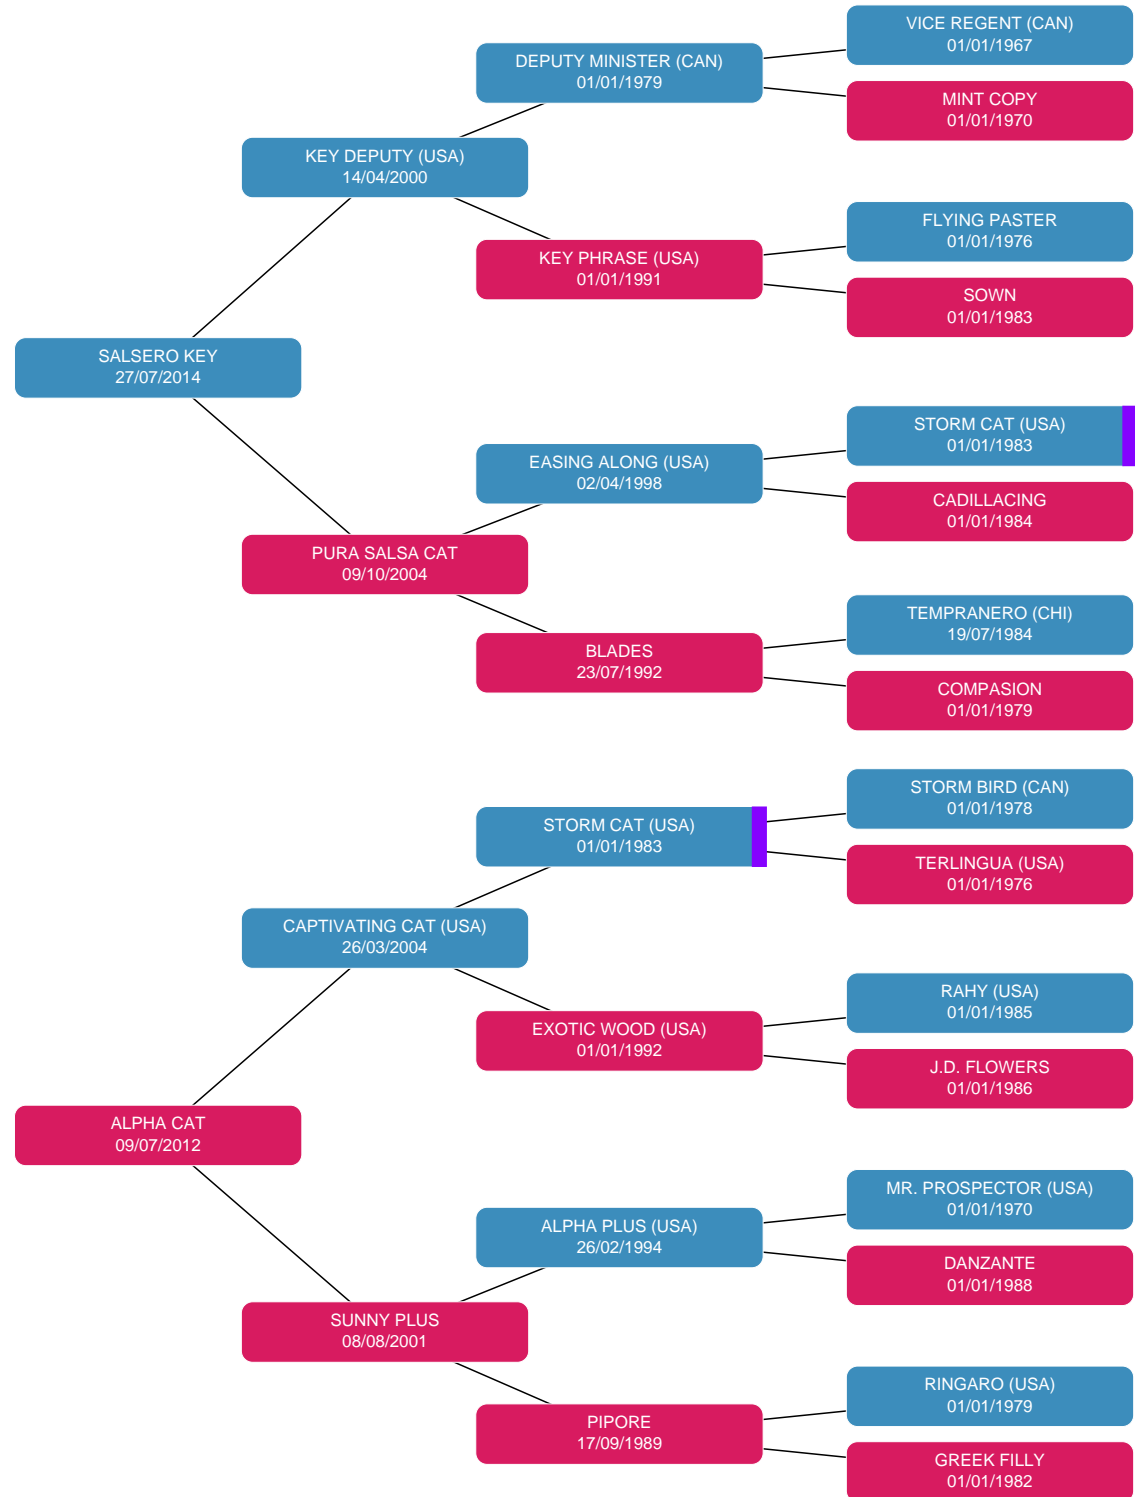 VICE REGENT (CAN)
01/01/1967
DEPUTY MINISTER (CAN)
01/01/1979
MINT COPY
01/01/1970
KEY DEPUTY (USA)
14/04/2000
FLYING PASTER
01/01/1976
KEY PHRASE (USA)
01/01/1991
SOWN
01/01/1983
SALSERO KEY
27/07/2014
STORM CAT (USA)
01/01/1983
EASING ALONG (USA)
02/04/1998
CADILLACING
01/01/1984
PURA SALSA CAT
09/10/2004
TEMPRANERO (CHI)
19/07/1984
BLADES
23/07/1992
COMPASION
01/01/1979
STORM BIRD (CAN)
01/01/1978
STORM CAT (USA)
01/01/1983
TERLINGUA (USA)
01/01/1976
CAPTIVATING CAT (USA)
26/03/2004
RAHY (USA)
01/01/1985
EXOTIC WOOD (USA)
01/01/1992
J.D. FLOWERS
01/01/1986
ALPHA CAT
09/07/2012
MR. PROSPECTOR (USA)
01/01/1970
ALPHA PLUS (USA)
26/02/1994
DANZANTE
01/01/1988
SUNNY PLUS
08/08/2001
RINGARO (USA)
01/01/1979
PIPORE
17/09/1989
GREEK FILLY
01/01/1982